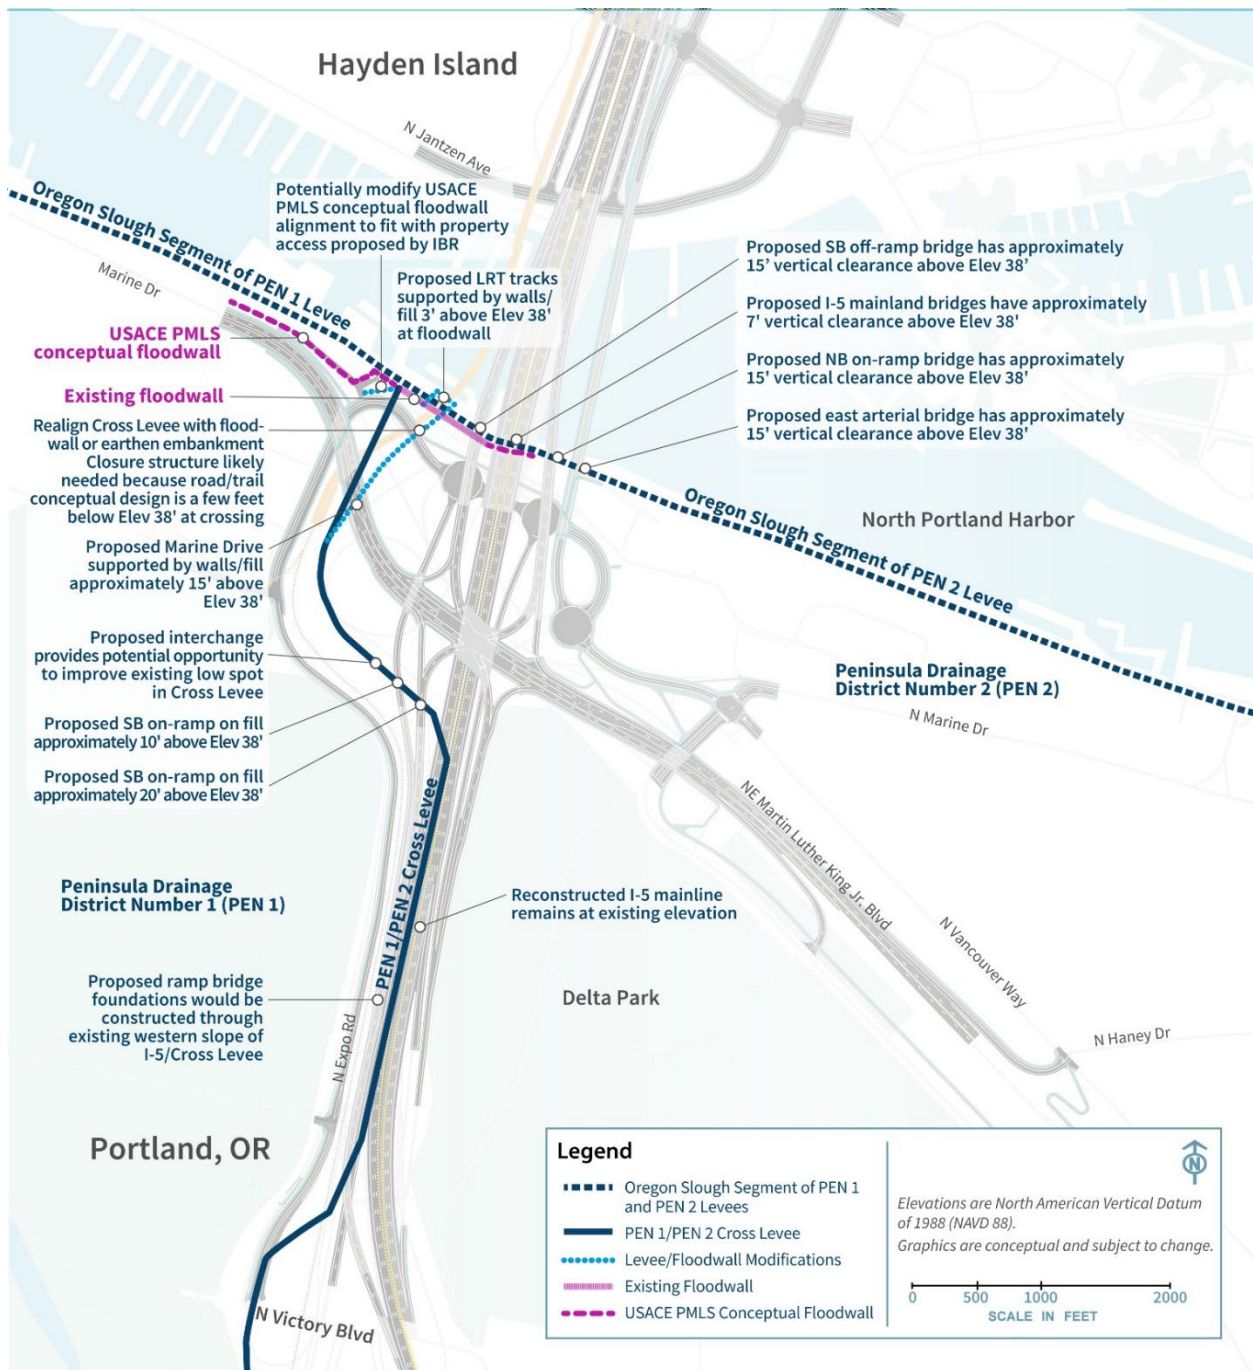 Hayden Island
N Jantzen Ave
Oregon Slough Segment of PEN 1 Levee
Marine Dr
Potentially modify USACE
PMLS conceptual floodwall
alignment to fit with property
access proposed by IBR
Proposed LRT tracks
supported by walls/
fill 3' above Elev 38'
at floodwall
Proposed SB off-ramp bridge has approximately
15’ vertical clearance above Elev 38’
Proposed I-5 mainland bridges have approximately
7' vertical clearance above Elev 38'
Proposed NB on-ramp bridge has approximately
15' vertical clearance above Elev 38'
Proposed east arterial bridge has approximately
15' vertical clearance above Elev 38'
USACE PMLS
conceptual floodwall
Existing floodwall
Realign Cross Levee with flood-
wall or earthen embankment
Closure structure likely
needed because road/trail
conceptual design is a few feet
below Elev 38' at crossing
Proposed Marine Drive
supported by walls/fill
approximately 15' above
Elev 38'
Proposed interchange
provides potential opportunity
to improve existing low spot
in Cross Levee
Proposed SB on-ramp on fill
approximately 10' above Elev 38'
Proposed SB on-ramp on fill
approximately 20' above Elev 38'
North Portland Harbor
Oregon Slough Segment of PEN 2 Levee
Peninsula Drainage
District Number 2 (PEN 2)
N Marine Dr
NE Martin Luther King Jr. Blvd
N Vancouver Way
N Haney Dr
PEN 1/PEN 2 Cross Levee
Peninsula Drainage
District Number 1 (PEN 1)
Reconstructed I-5 mainline
remains at existing elevation
Delta Park
Proposed ramp bridge
foundations would be
constructed through
existing western slope of
I-5/Cross Levee
N Expo Rd
Portland, OR
N Victory Blvd
Legend
Oregon Slough Segment of PEN 1
and PEN 2 Levees
PEN 1/PEN 2 Cross Levee
Levee/Floodwall Modifications
Existing Floodwall
USACE PMLS Conceptual Floodwall
N
Elevations are North American Vertical Datum
of 1988 (NAVD 88).
Graphics are conceptual and subject to change.
0 500 1000 2000
SCALE IN FEET